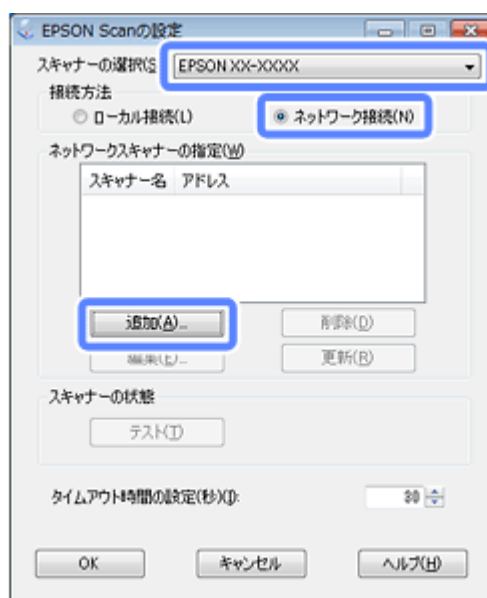 EPSON Scanの設定
スキャナーの選択(S
EPSON XX-XXXX
接続方法
ローカル接続(L)
ネットワーク接続(N)
ネットワークスキャナーの指定(W)
スキャナー名 アドレス
追加(A)...
削除(D)
編集(E)...
更新(R)
スキャナーの状態
テスト(T)
タイムアウト時間の設定(秒)(I):
30
OK
キャンセル
ヘルプ(H)